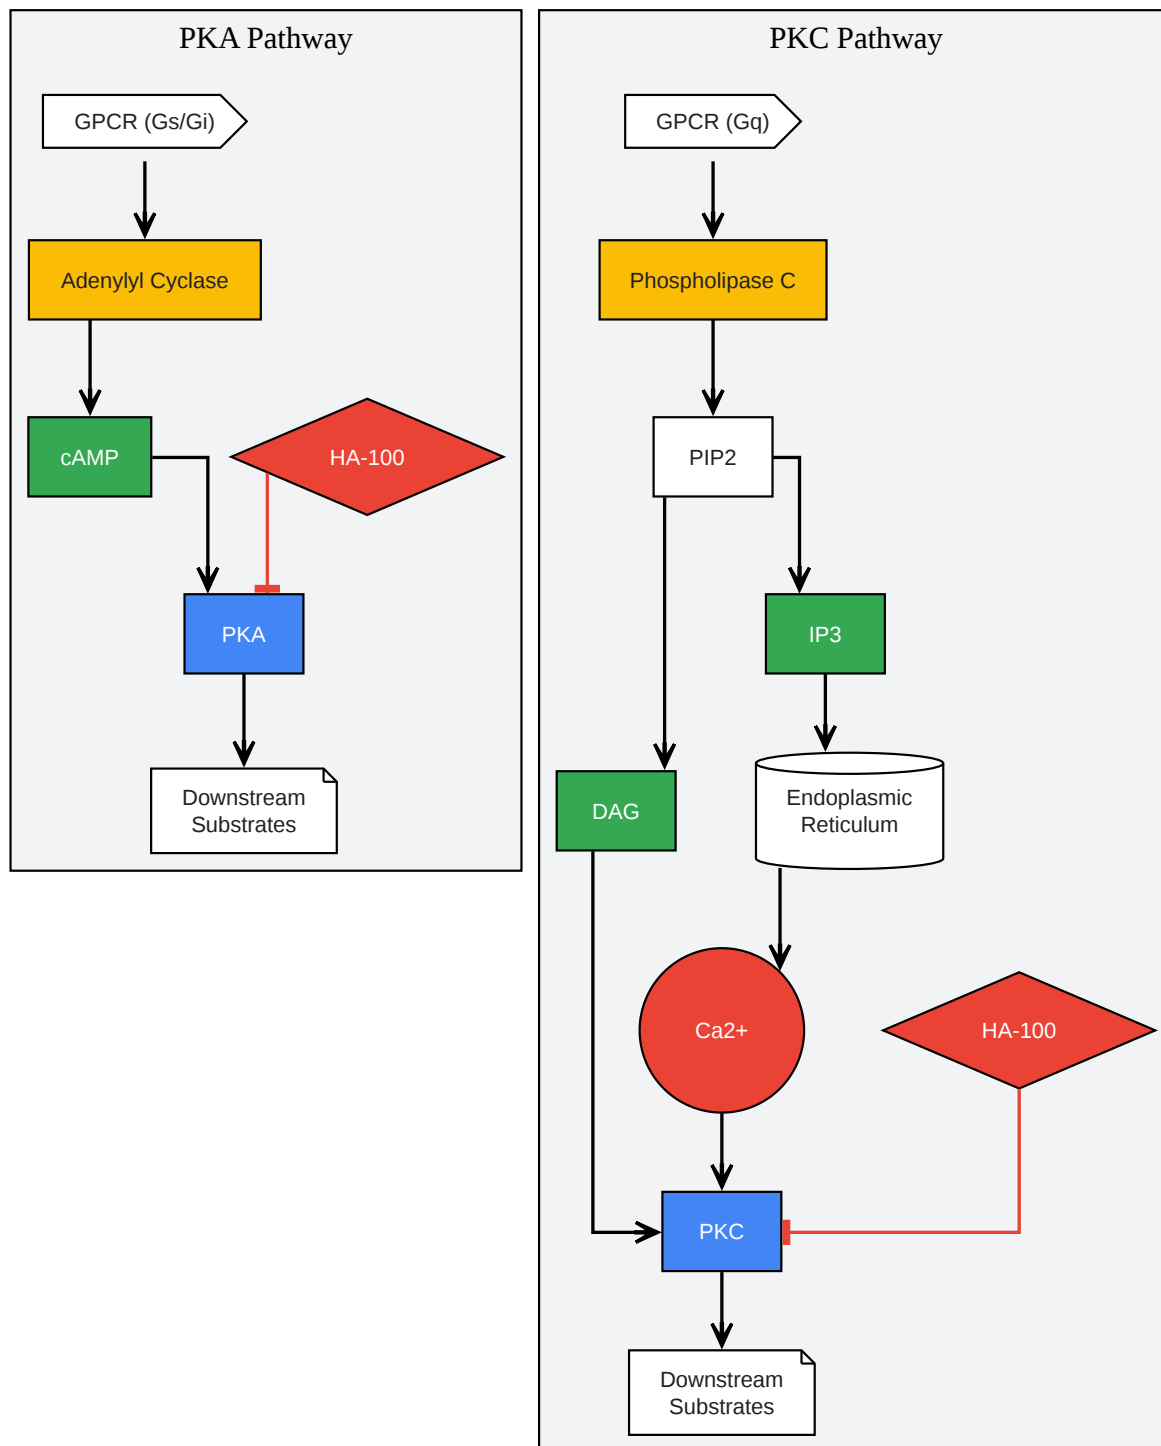 PKA Pathway
GPCR (Gs/Gi)
Adenylyl Cyclase
cAMP
HA-100
PKA
Downstream
Substrates
PKC Pathway
GPCR (Gq)
Phospholipase C
PIP2
IP3
DAG
Endoplasmic
Reticulum
Ca2+
HA-100
PKC
Downstream
Substrates